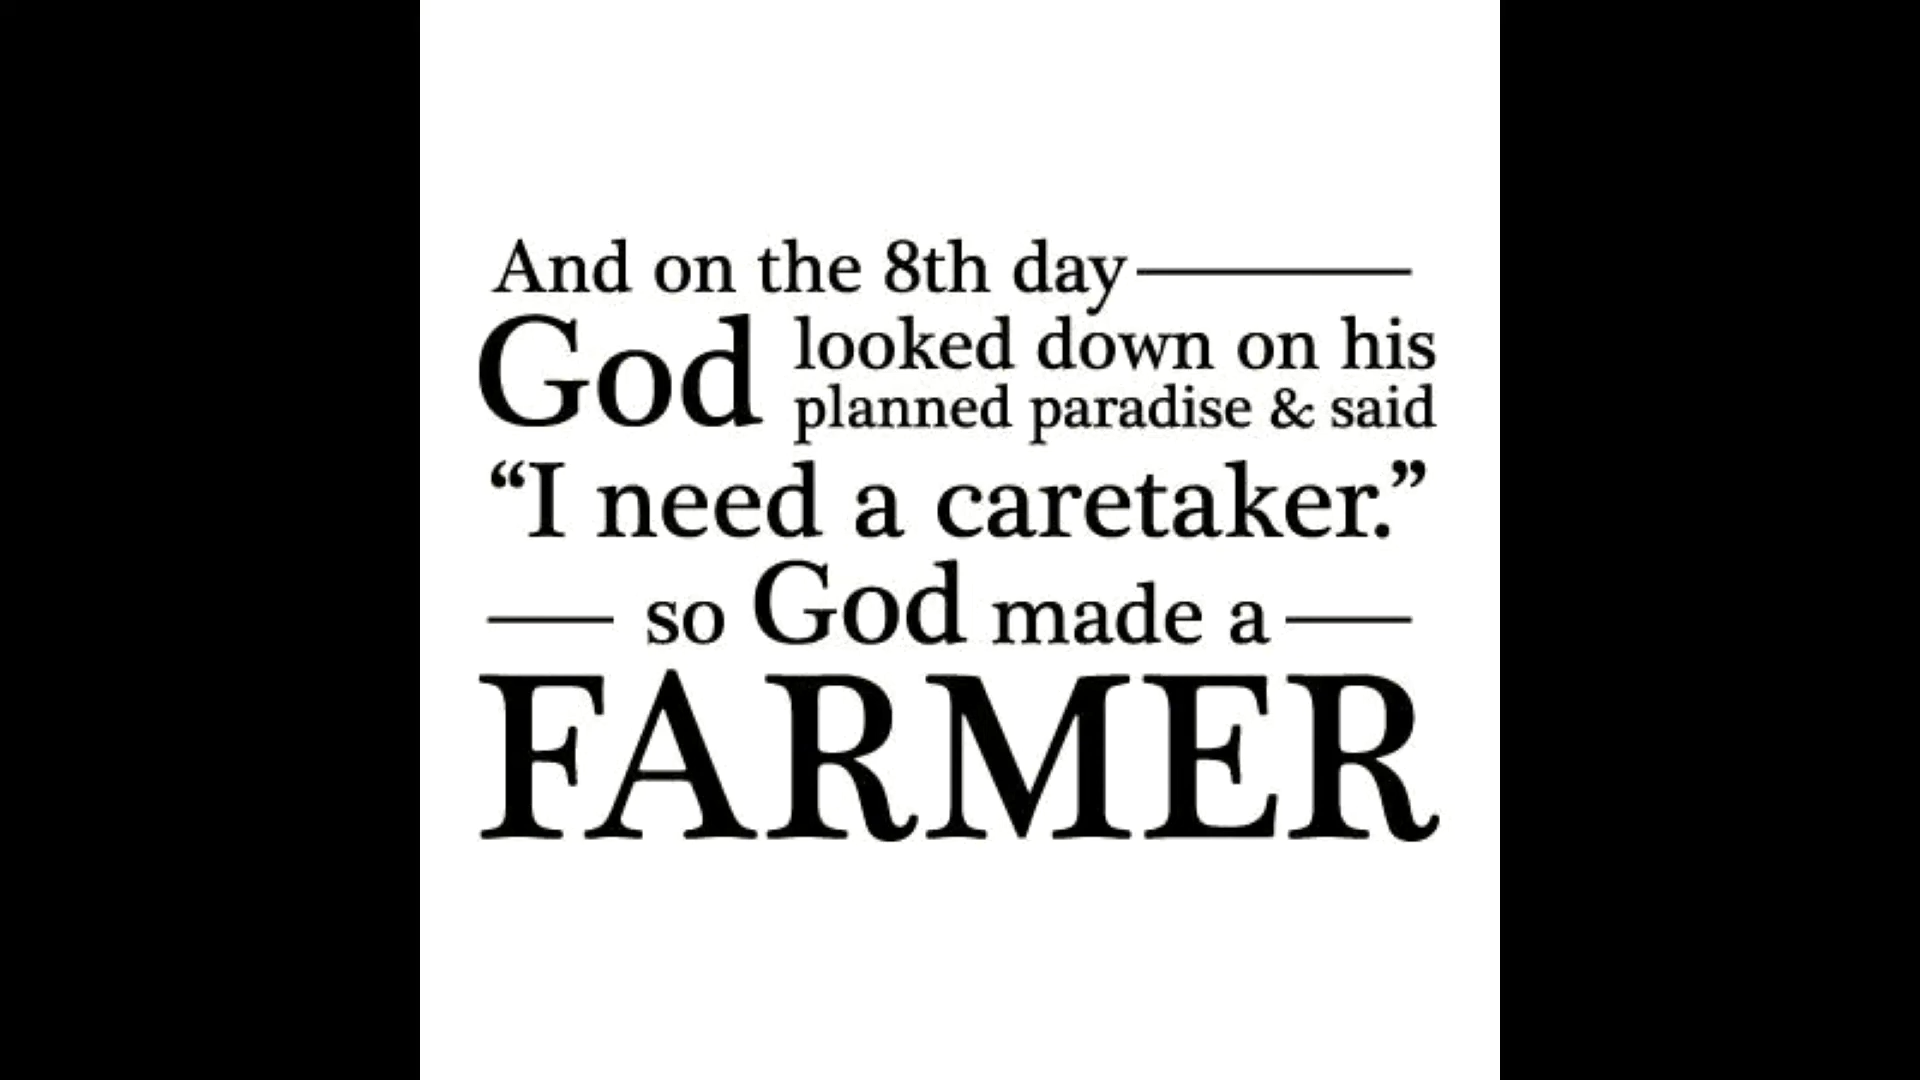 And on the 8th day
God looked down on his
planned paradise & said
“I need a caretaker.”
so God made a
FARMER